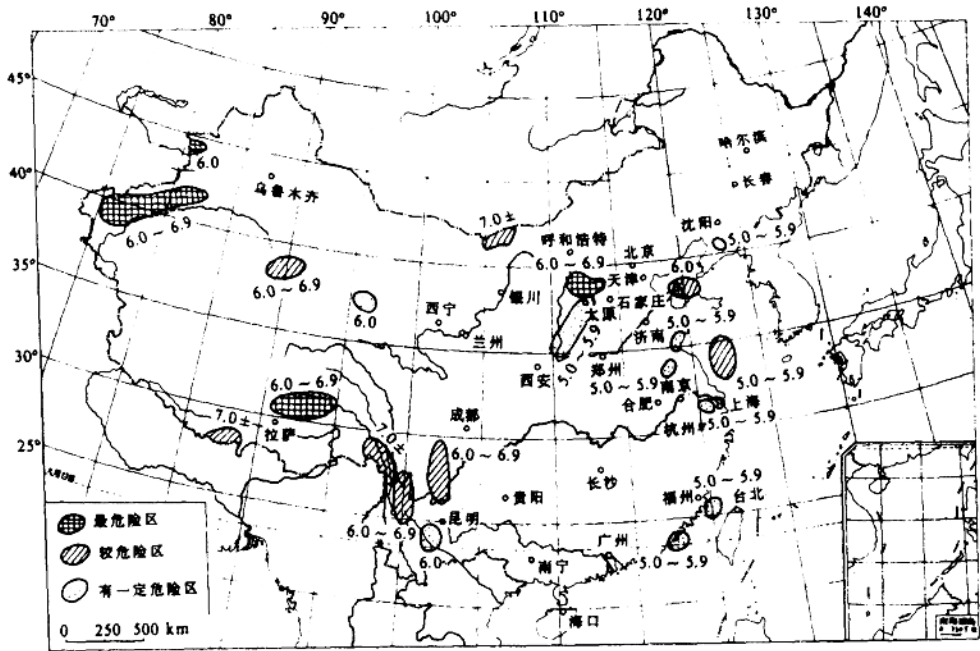 70° 80° 90° 100° 110° 120° 130° 140°
45°
40°
35°
30°
25°
哈尔滨
长春
6.0
乌鲁木齐
沈阳
5.0～5.9
7.0±
呼和浩特
北京
6.0～6.9
6.0～6.9
天津
6.0
6.0～6.9
石家庄
太原
银川
西宁
6.0
兰州
济南
5.0～5.9
5.0～5.9
郑州
西安
5.0～5.9
5.0～5.9
南京
合肥
上海
5.0～5.9
杭州
6.0～6.9
拉萨
7.0±
7.0±
成都
6.0～6.9
长沙
贵阳
5.0～5.9
福州
台北
昆明
6.0～6.9
6.0
广州
5.0～5.9
南宁
海口
最危险区
较危险区
有一定危险区
0 250 500 km